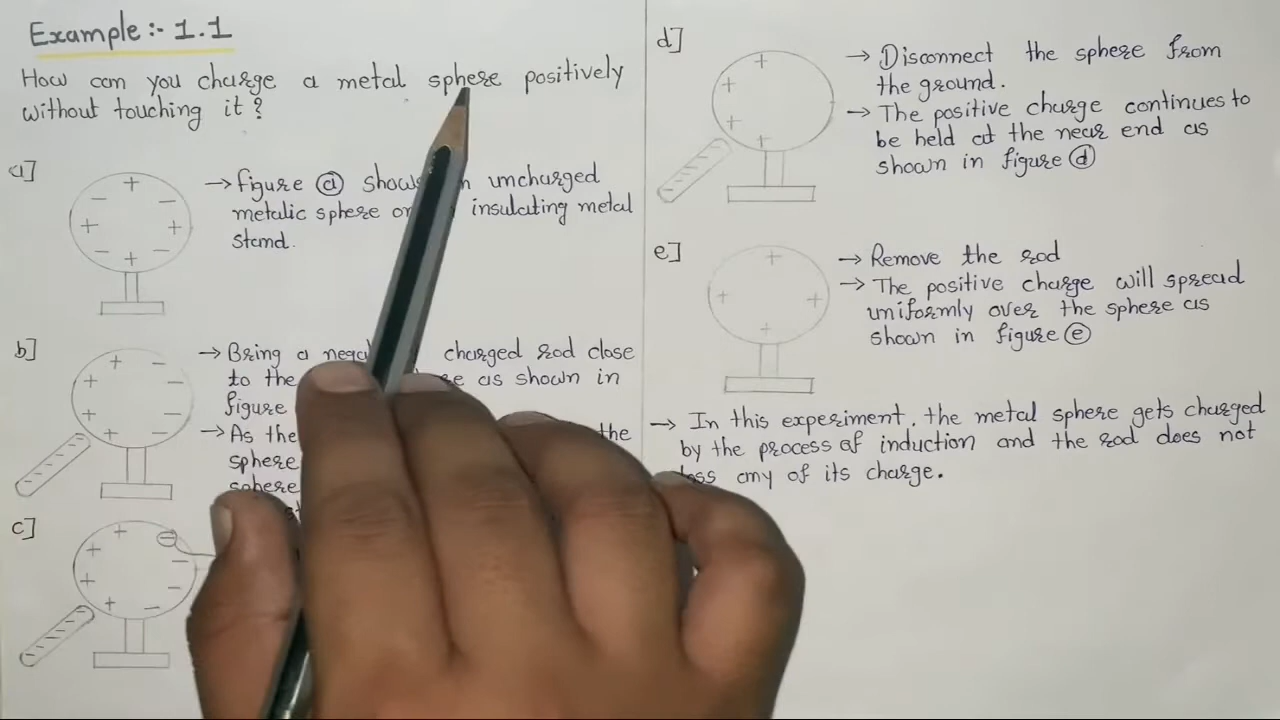 Example:- 1.1
How can you charge a metal sphere positively
without touching it?
a]
→ figure ⓐ shows uncharged
metalic sphere insulating metal
stand.
b]
→ Bring a charged rod close
to the as shown in
figure
→ As the the
sphere
sphere
c]
d]
→ Disconnect the sphere from
the ground.
→ The positive charge continues to
be held at the near end as
shown in figure ⓓ
e]
→ Remove the rod
→ The positive charge will spread
uniformly over the sphere as
shown in figure ⓔ
→ In this experiment, the metal sphere gets charged
by the process of induction and the rod does not
any of its charge.